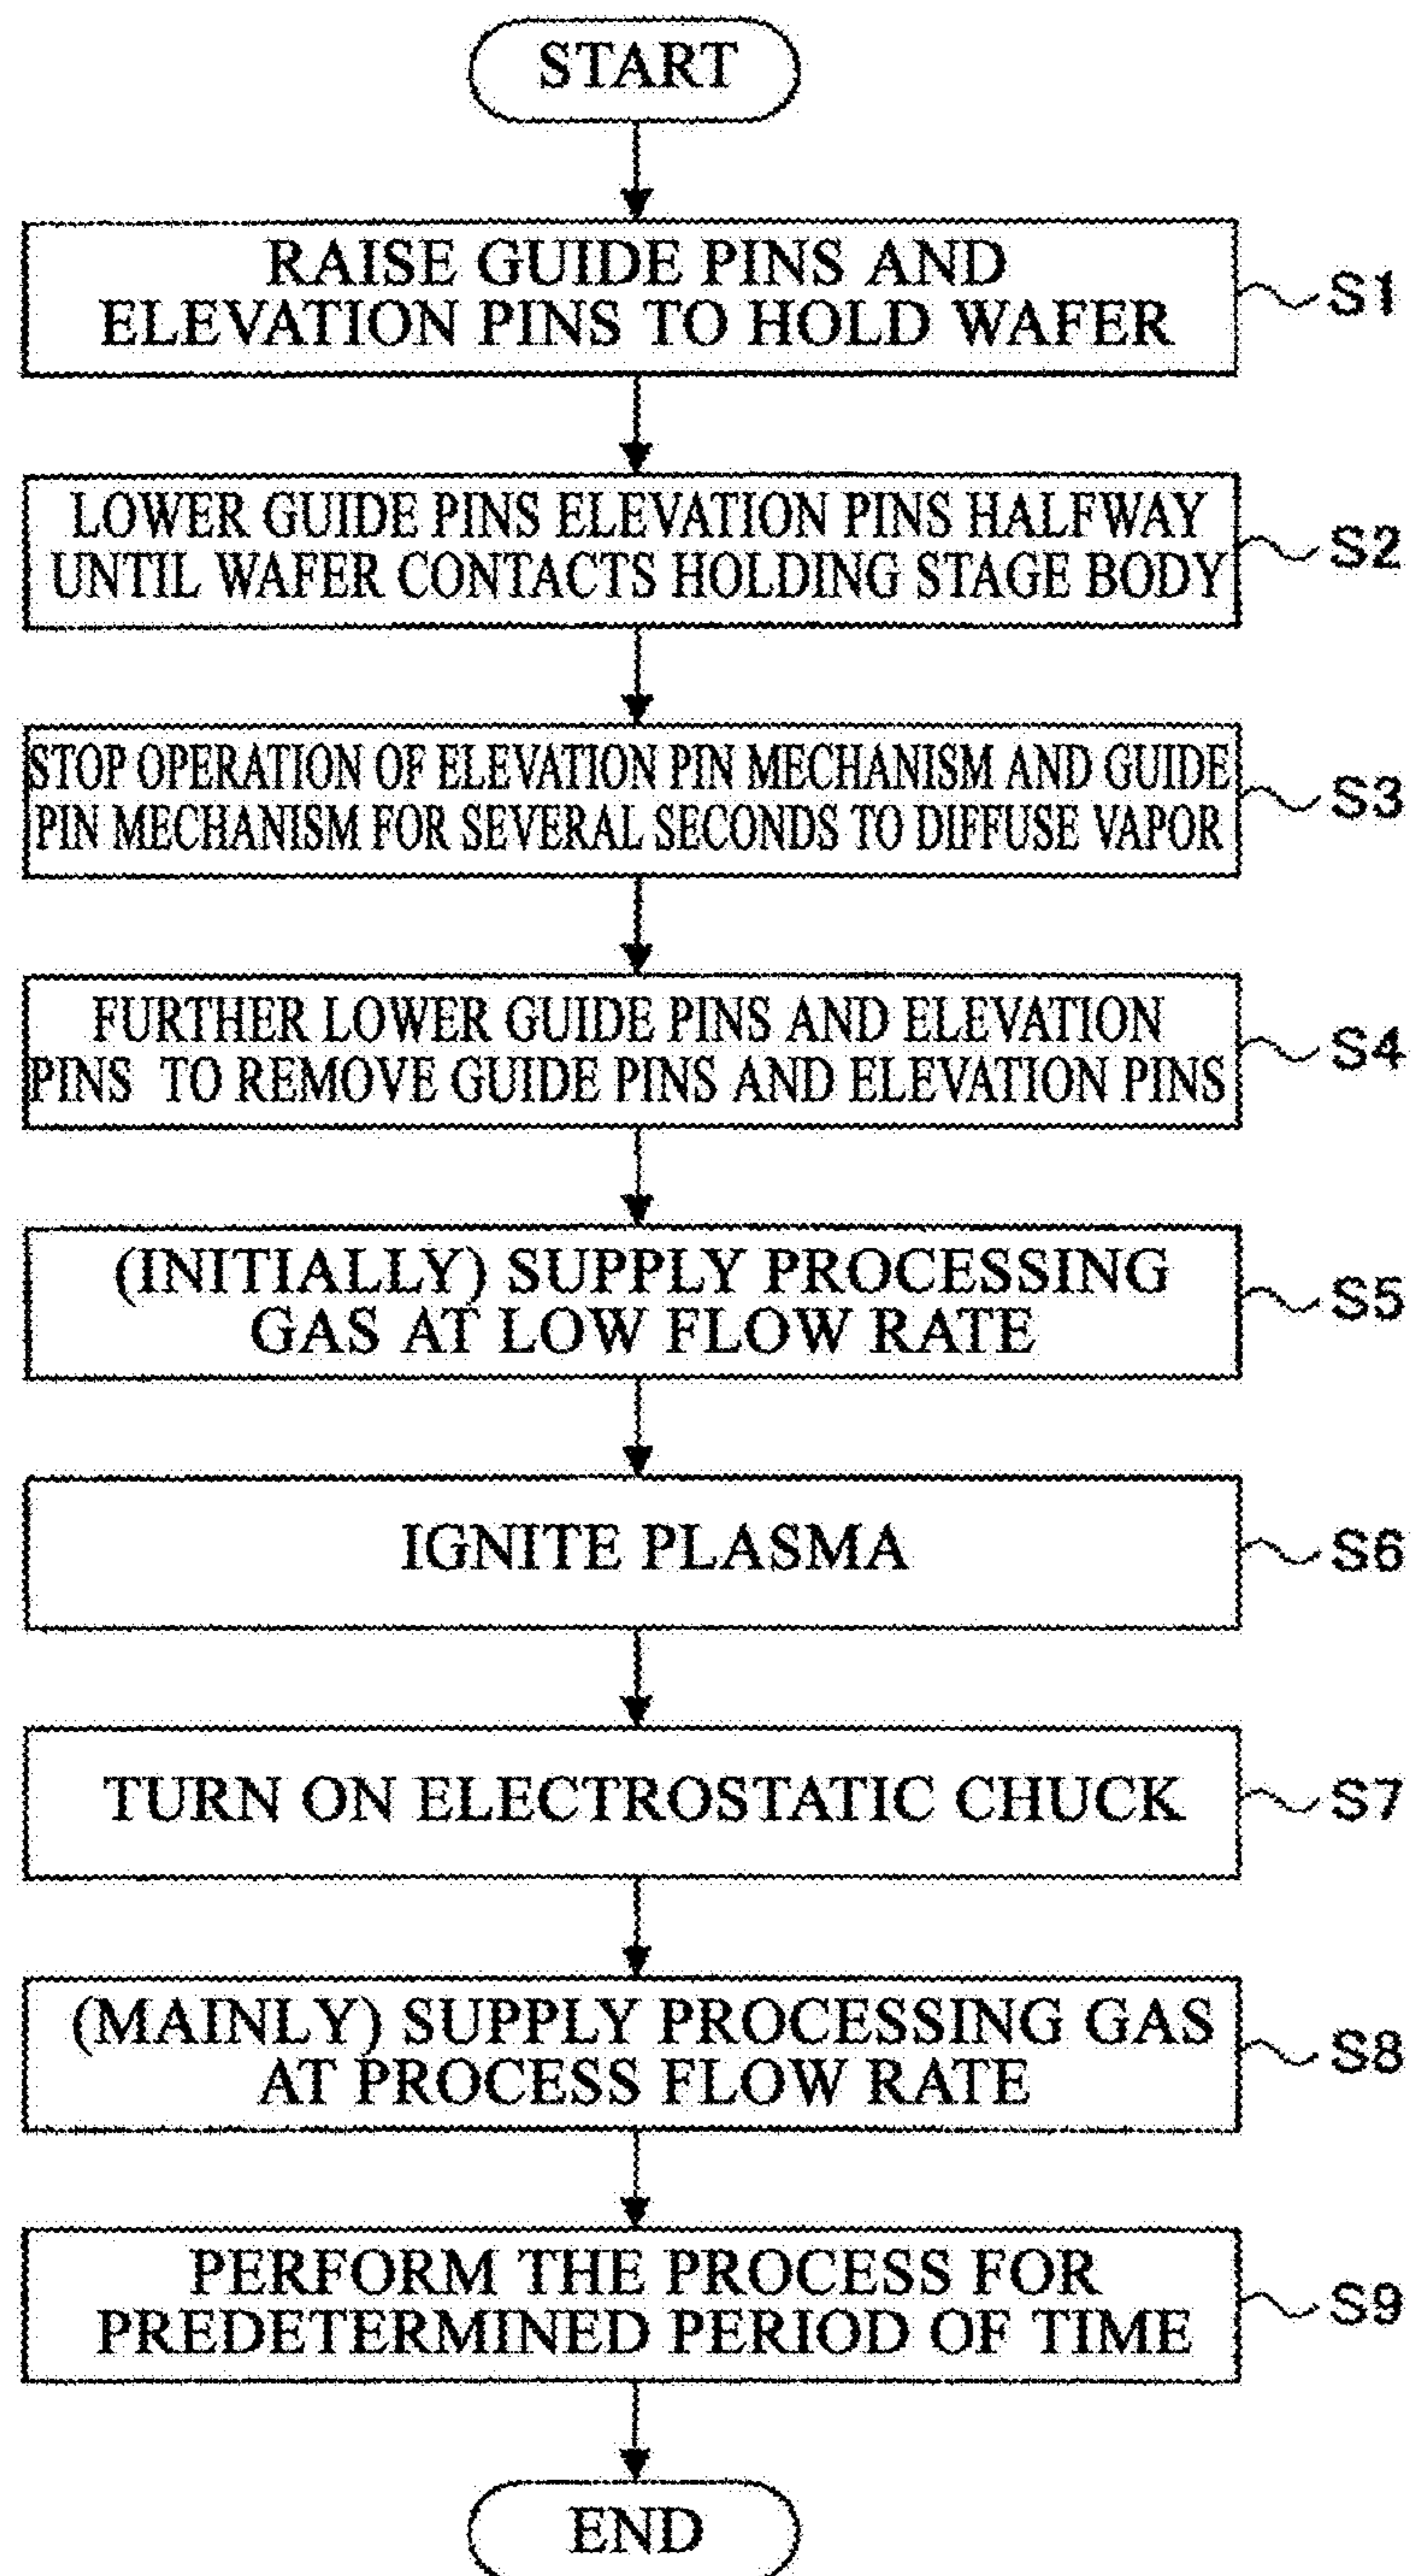 START
RAISE GUIDE PINS AND
ELEVATION PINS TO HOLD WAFER
S1
LOWER GUIDE PINS ELEVATION PINS HALFWAY
UNTIL WAFER CONTACTS HOLDING STAGE BODY
S2
STOP OPERATION OF ELEVATION PIN MECHANISM AND GUIDE
PIN MECHANISM FOR SEVERAL SECONDS TO DIFFUSE VAPOR
S3
FURTHER LOWER GUIDE PINS AND ELEVATION
PINS TO REMOVE GUIDE PINS AND ELEVATION PINS
S4
(INITIALLY) SUPPLY PROCESSING
GAS AT LOW FLOW RATE
S5
IGNITE PLASMA
S6
TURN ON ELECTROSTATIC CHUCK
S7
(MAINLY) SUPPLY PROCESSING GAS
AT PROCESS FLOW RATE
S8
PERFORM THE PROCESS FOR
PREDETERMINED PERIOD OF TIME
S9
END